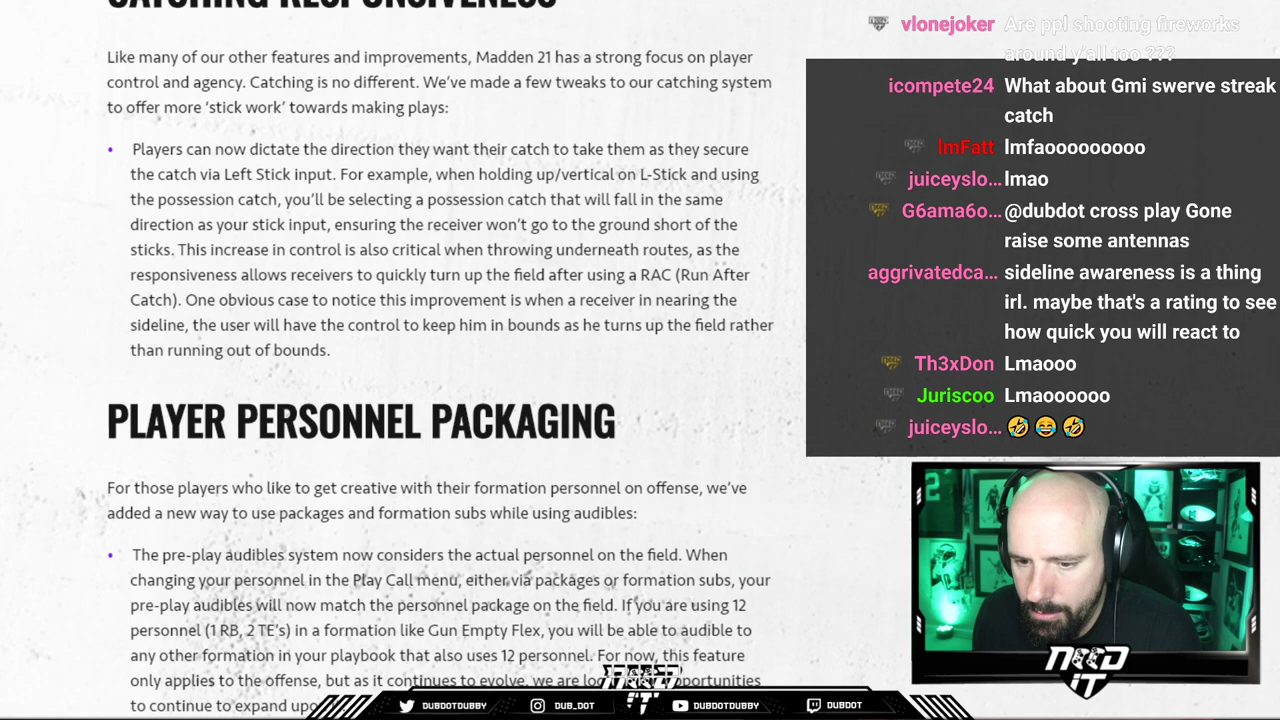 CATCHING RESPONSIVENESS
Like many of our other features and improvements, Madden 21 has a strong focus on player
control and agency. Catching is no different. We've made a few tweaks to our catching system
to offer more 'stick work' towards making plays:
• Players can now dictate the direction they want their catch to take them as they secure
the catch via Left Stick input. For example, when holding up/vertical on L-Stick and using
the possession catch, you'll be selecting a possession catch that will fall in the same
direction as your stick input, ensuring the receiver won't go to the ground short of the
sticks. This increase in control is also critical when throwing underneath routes, as the
responsiveness allows receivers to quickly turn up the field after using a RAC (Run After
Catch). One obvious case to notice this improvement is when a receiver in nearing the
sideline, the user will have the control to keep him in bounds as he turns up the field rather
than running out of bounds.
PLAYER PERSONNEL PACKAGING
For those players who like to get creative with their formation personnel on offense, we've
added a new way to use packages and formation subs while using audibles:
• The pre-play audibles system now considers the actual personnel on the field. When
changing your personnel in the Play Call menu, either via packages or formation subs, your
pre-play audibles will now match the personnel package on the field. If you are using 12
personnel (1 RB, 2 TE's) in a formation like Gun Empty Flex, you will be able to audible to
any other formation in your playbook that also uses 12 personnel. For now, this feature
only applies to the offense, but as it continues to evolve, we are
to continue to expand
vlonejoker Are ppl shooting fireworks
around y'all too ???
icompete24 What about Gmi swerve streak
catch
ImFatt lmfaooooooooo
juiceyslo... lmao
G6ama6o... @dubdot cross play Gone
raise some antennas
aggrivatedca... sideline awareness is a thing
irl. maybe that's a rating to see
how quick you will react to
Th3xDon Lmaooo
Juriscoo Lmaoooooo
juiceyslo... 🤣 😂 🤣
NEED
IT
NEED
IT
DUBDOTDUBBY
DUB_DOT
DUBDOTDUBBY
DUBDOT